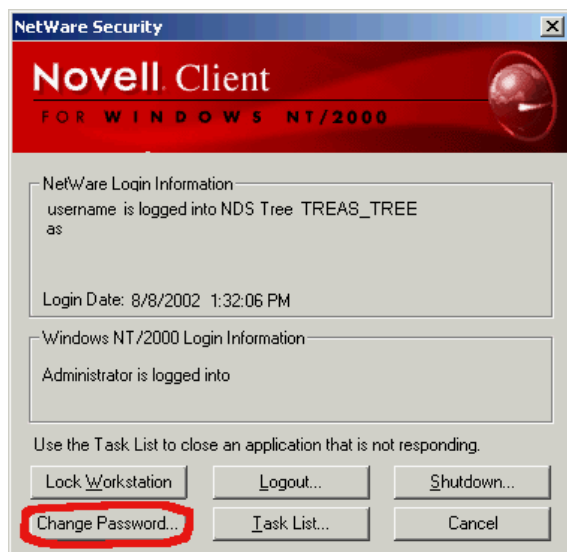 NetWare Security
Novell Client
FOR WINDOWS NT/2000
NetWare Login Information
username is logged into NDS Tree TREAS_TREE
as
Login Date: 8/8/2002 1:32:06 PM
Windows NT/2000 Login Information
Administrator is logged into
Use the Task List to close an application that is not responding.
Lock Workstation Logout... Shutdown...
Change Password... Task List... Cancel